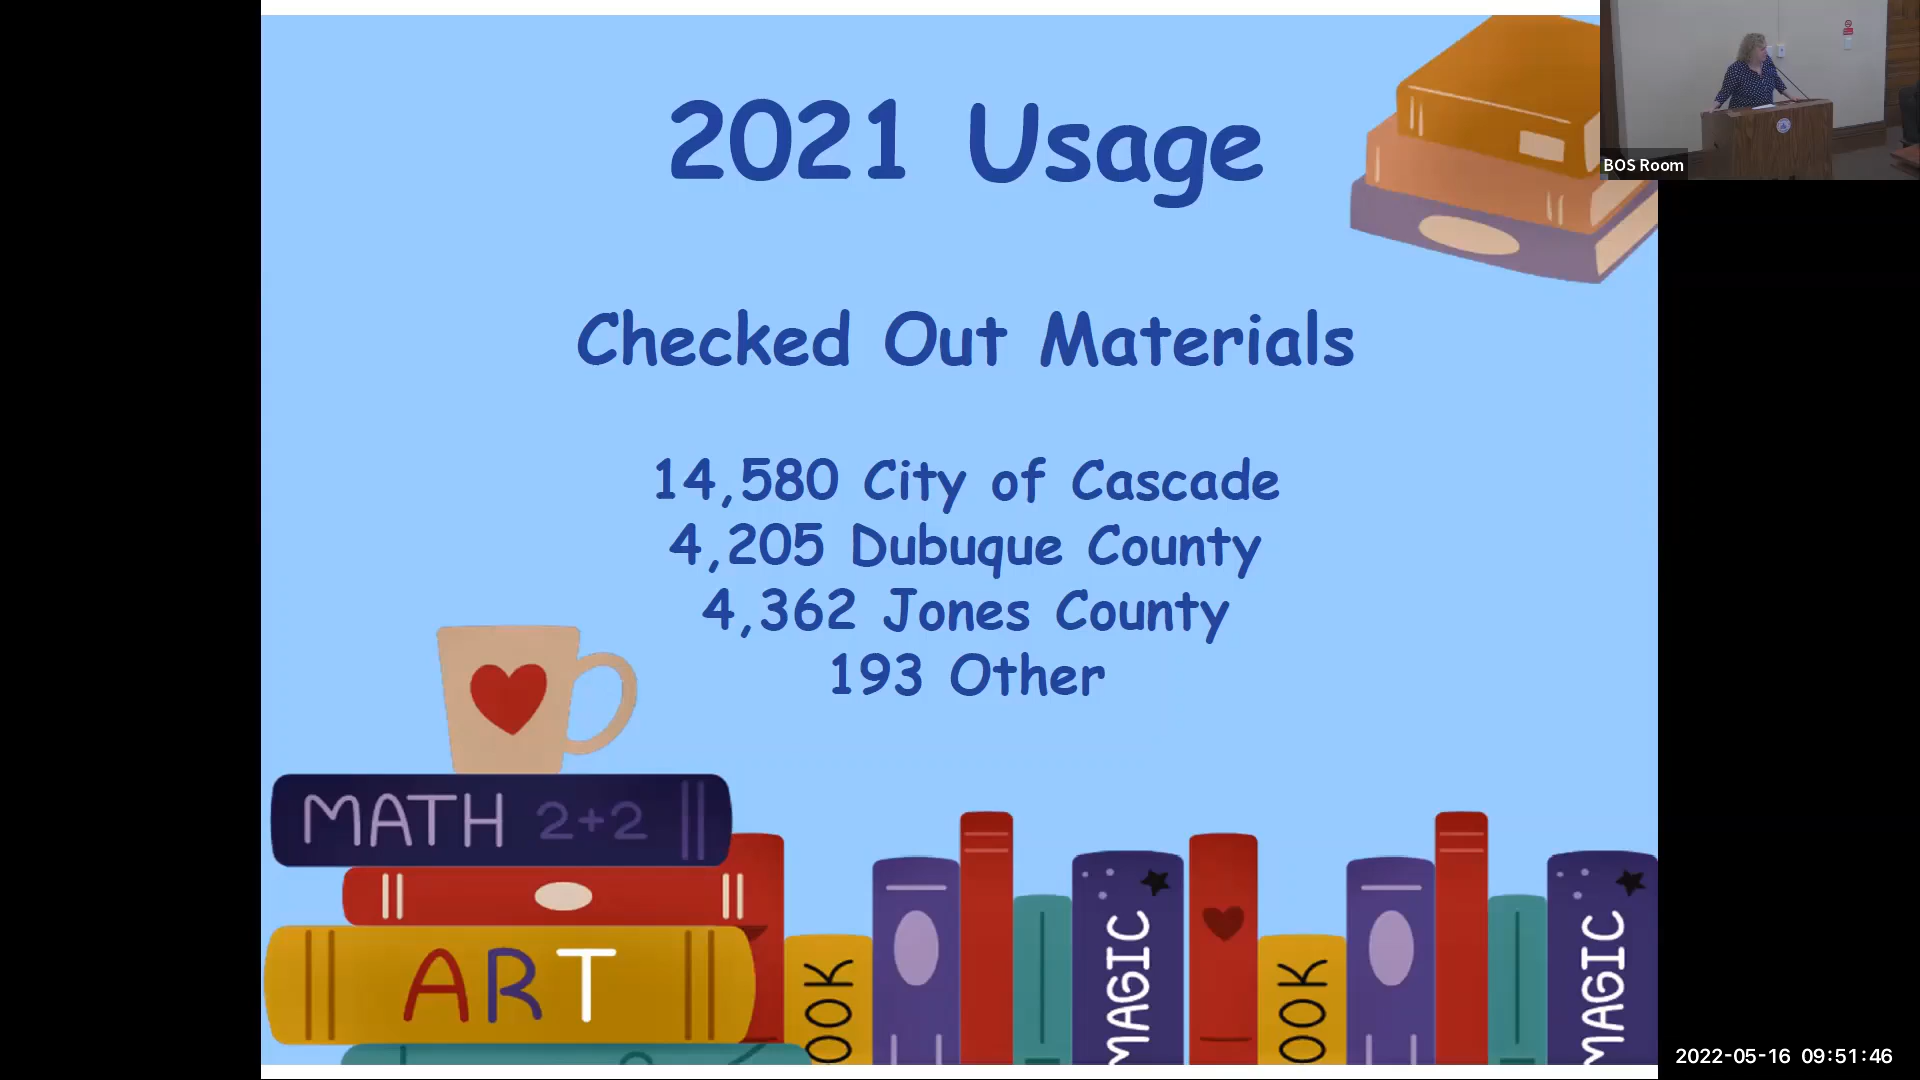 2021 Usage
Checked Out Materials
14,580 City of Cascade
4,205 Dubuque County
4,362 Jones County
193 Other
MATH 2+2
ART
OOK
MAGIC
OOK
MAGIC
BOS Room
2022-05-16 09:51:46